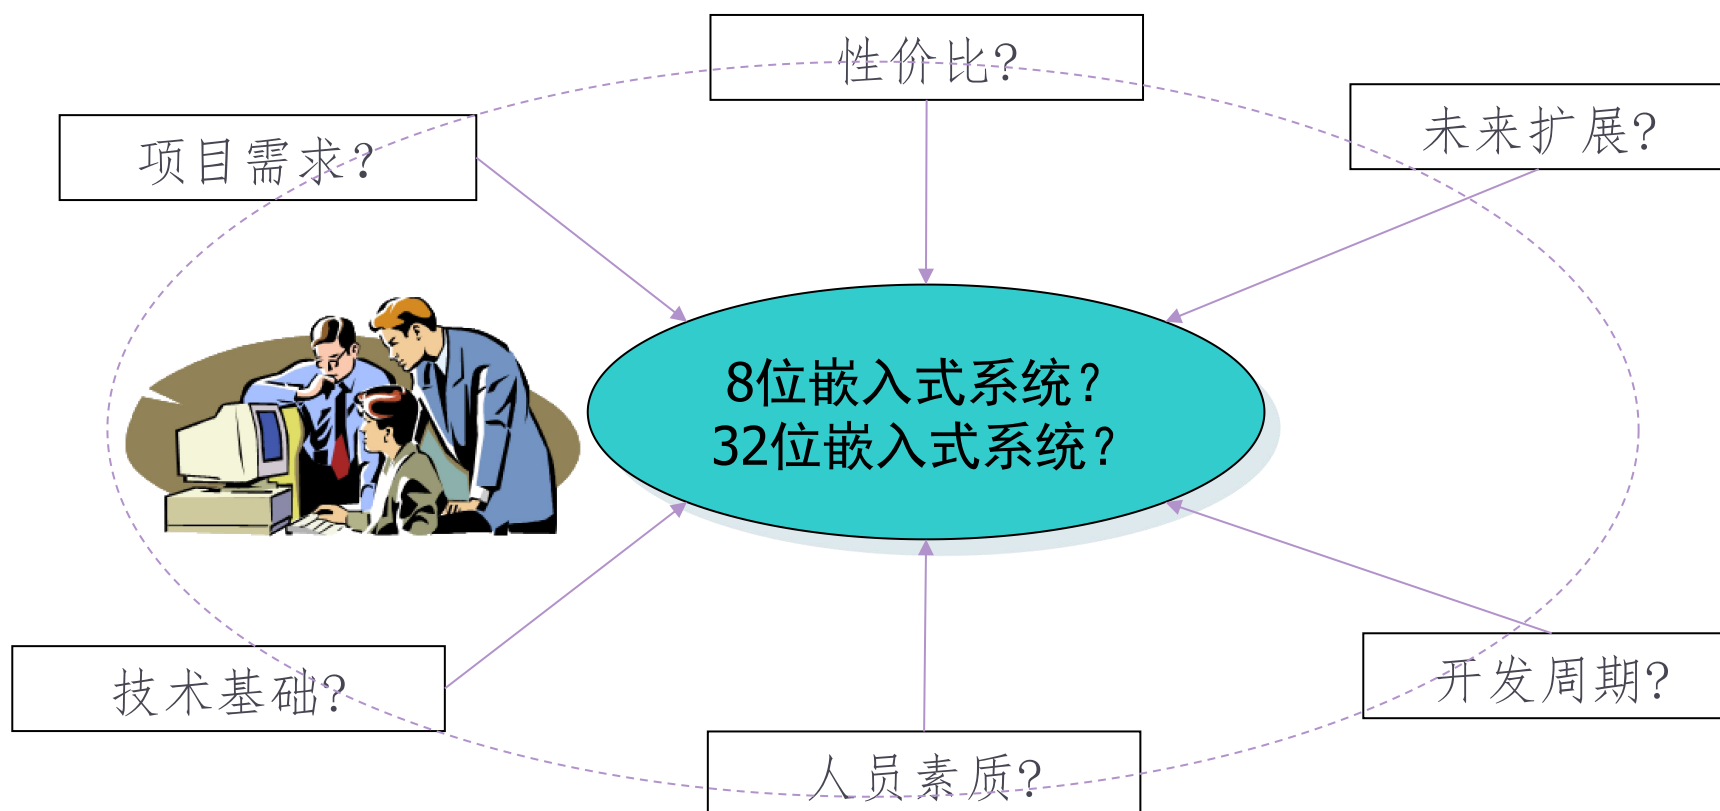 性价比?
未来扩展?
项目需求？
8位嵌入式系统？
32位嵌入式系统？
技术基础?
开发周期?
人员素质?